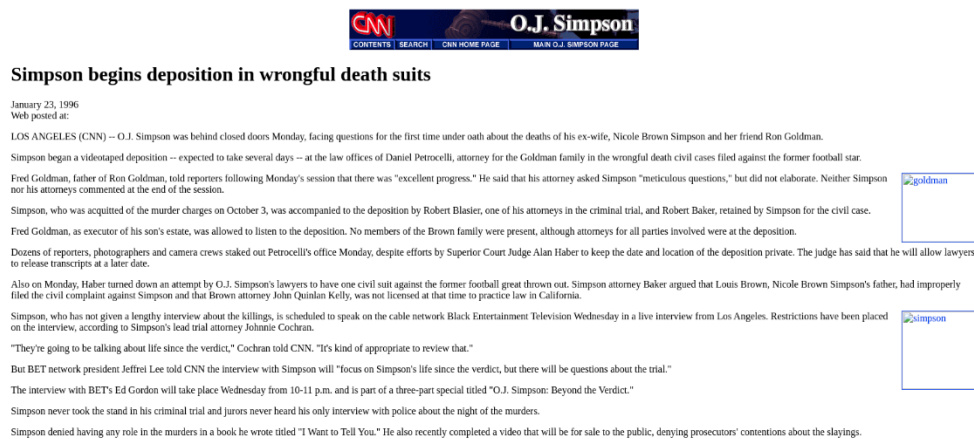 CNN
O.J. Simpson
CONTENTS SEARCH CNN HOME PAGE MAIN O.J. SIMPSON PAGE
Simpson begins deposition in wrongful death suits
January 23, 1996
Web posted at:
LOS ANGELES (CNN) -- O.J. Simpson was behind closed doors Monday, facing questions for the first time under oath about the deaths of his ex-wife, Nicole Brown Simpson and her friend Ron Goldman.
Simpson began a videotaped deposition -- expected to take several days -- at the law offices of Daniel Petrocelli, attorney for the Goldman family in the wrongful death civil cases filed against the former football star.
goldman
Fred Goldman, father of Ron Goldman, told reporters following Monday's session that there was "excellent progress." He said that his attorney asked Simpson "meticulous questions," but did not elaborate. Neither Simpson
nor his attorneys commented at the end of the session.
Simpson, who was acquitted of the murder charges on October 3, was accompanied to the deposition by Robert Blasier, one of his attorneys in the criminal trial, and Robert Baker, retained by Simpson for the civil case.
Fred Goldman, as executor of his son's estate, was allowed to listen to the deposition. No members of the Brown family were present, although attorneys for all parties involved were at the deposition.
Dozens of reporters, photographers and camera crews staked out Petrocelli's office Monday, despite efforts by Superior Court Judge Alan Haber to keep the date and location of the deposition private. The judge has said that he will allow lawyers
to release transcripts at a later date.
Also on Monday, Haber turned down an attempt by O.J. Simpson's lawyers to have one civil suit against the former football great thrown out. Simpson attorney Baker argued that Louis Brown, Nicole Brown Simpson's father, had improperly
filed the civil complaint against Simpson and that Brown attorney John Quinlan Kelly, was not licensed at that time to practice law in California.
simpson
Simpson, who has not given a lengthy interview about the killings, is scheduled to speak on the cable network Black Entertainment Television Wednesday in a live interview from Los Angeles. Restrictions have been placed
on the interview, according to Simpson's lead trial attorney Johnnie Cochran.
"They're going to be talking about life since the verdict," Cochran told CNN. "It's kind of appropriate to review that."
But BET network president Jeffrei Lee told CNN the interview with Simpson will "focus on Simpson's life since the verdict, but there will be questions about the trial."
The interview with BET's Ed Gordon will take place Wednesday from 10-11 p.m. and is part of a three-part special titled "O.J. Simpson: Beyond the Verdict."
Simpson never took the stand in his criminal trial and jurors never heard his only interview with police about the night of the murders.
Simpson denied having any role in the murders in a book he wrote titled "I Want to Tell You." He also recently completed a video that will be for sale to the public, denying prosecutors' contentions about the slayings.